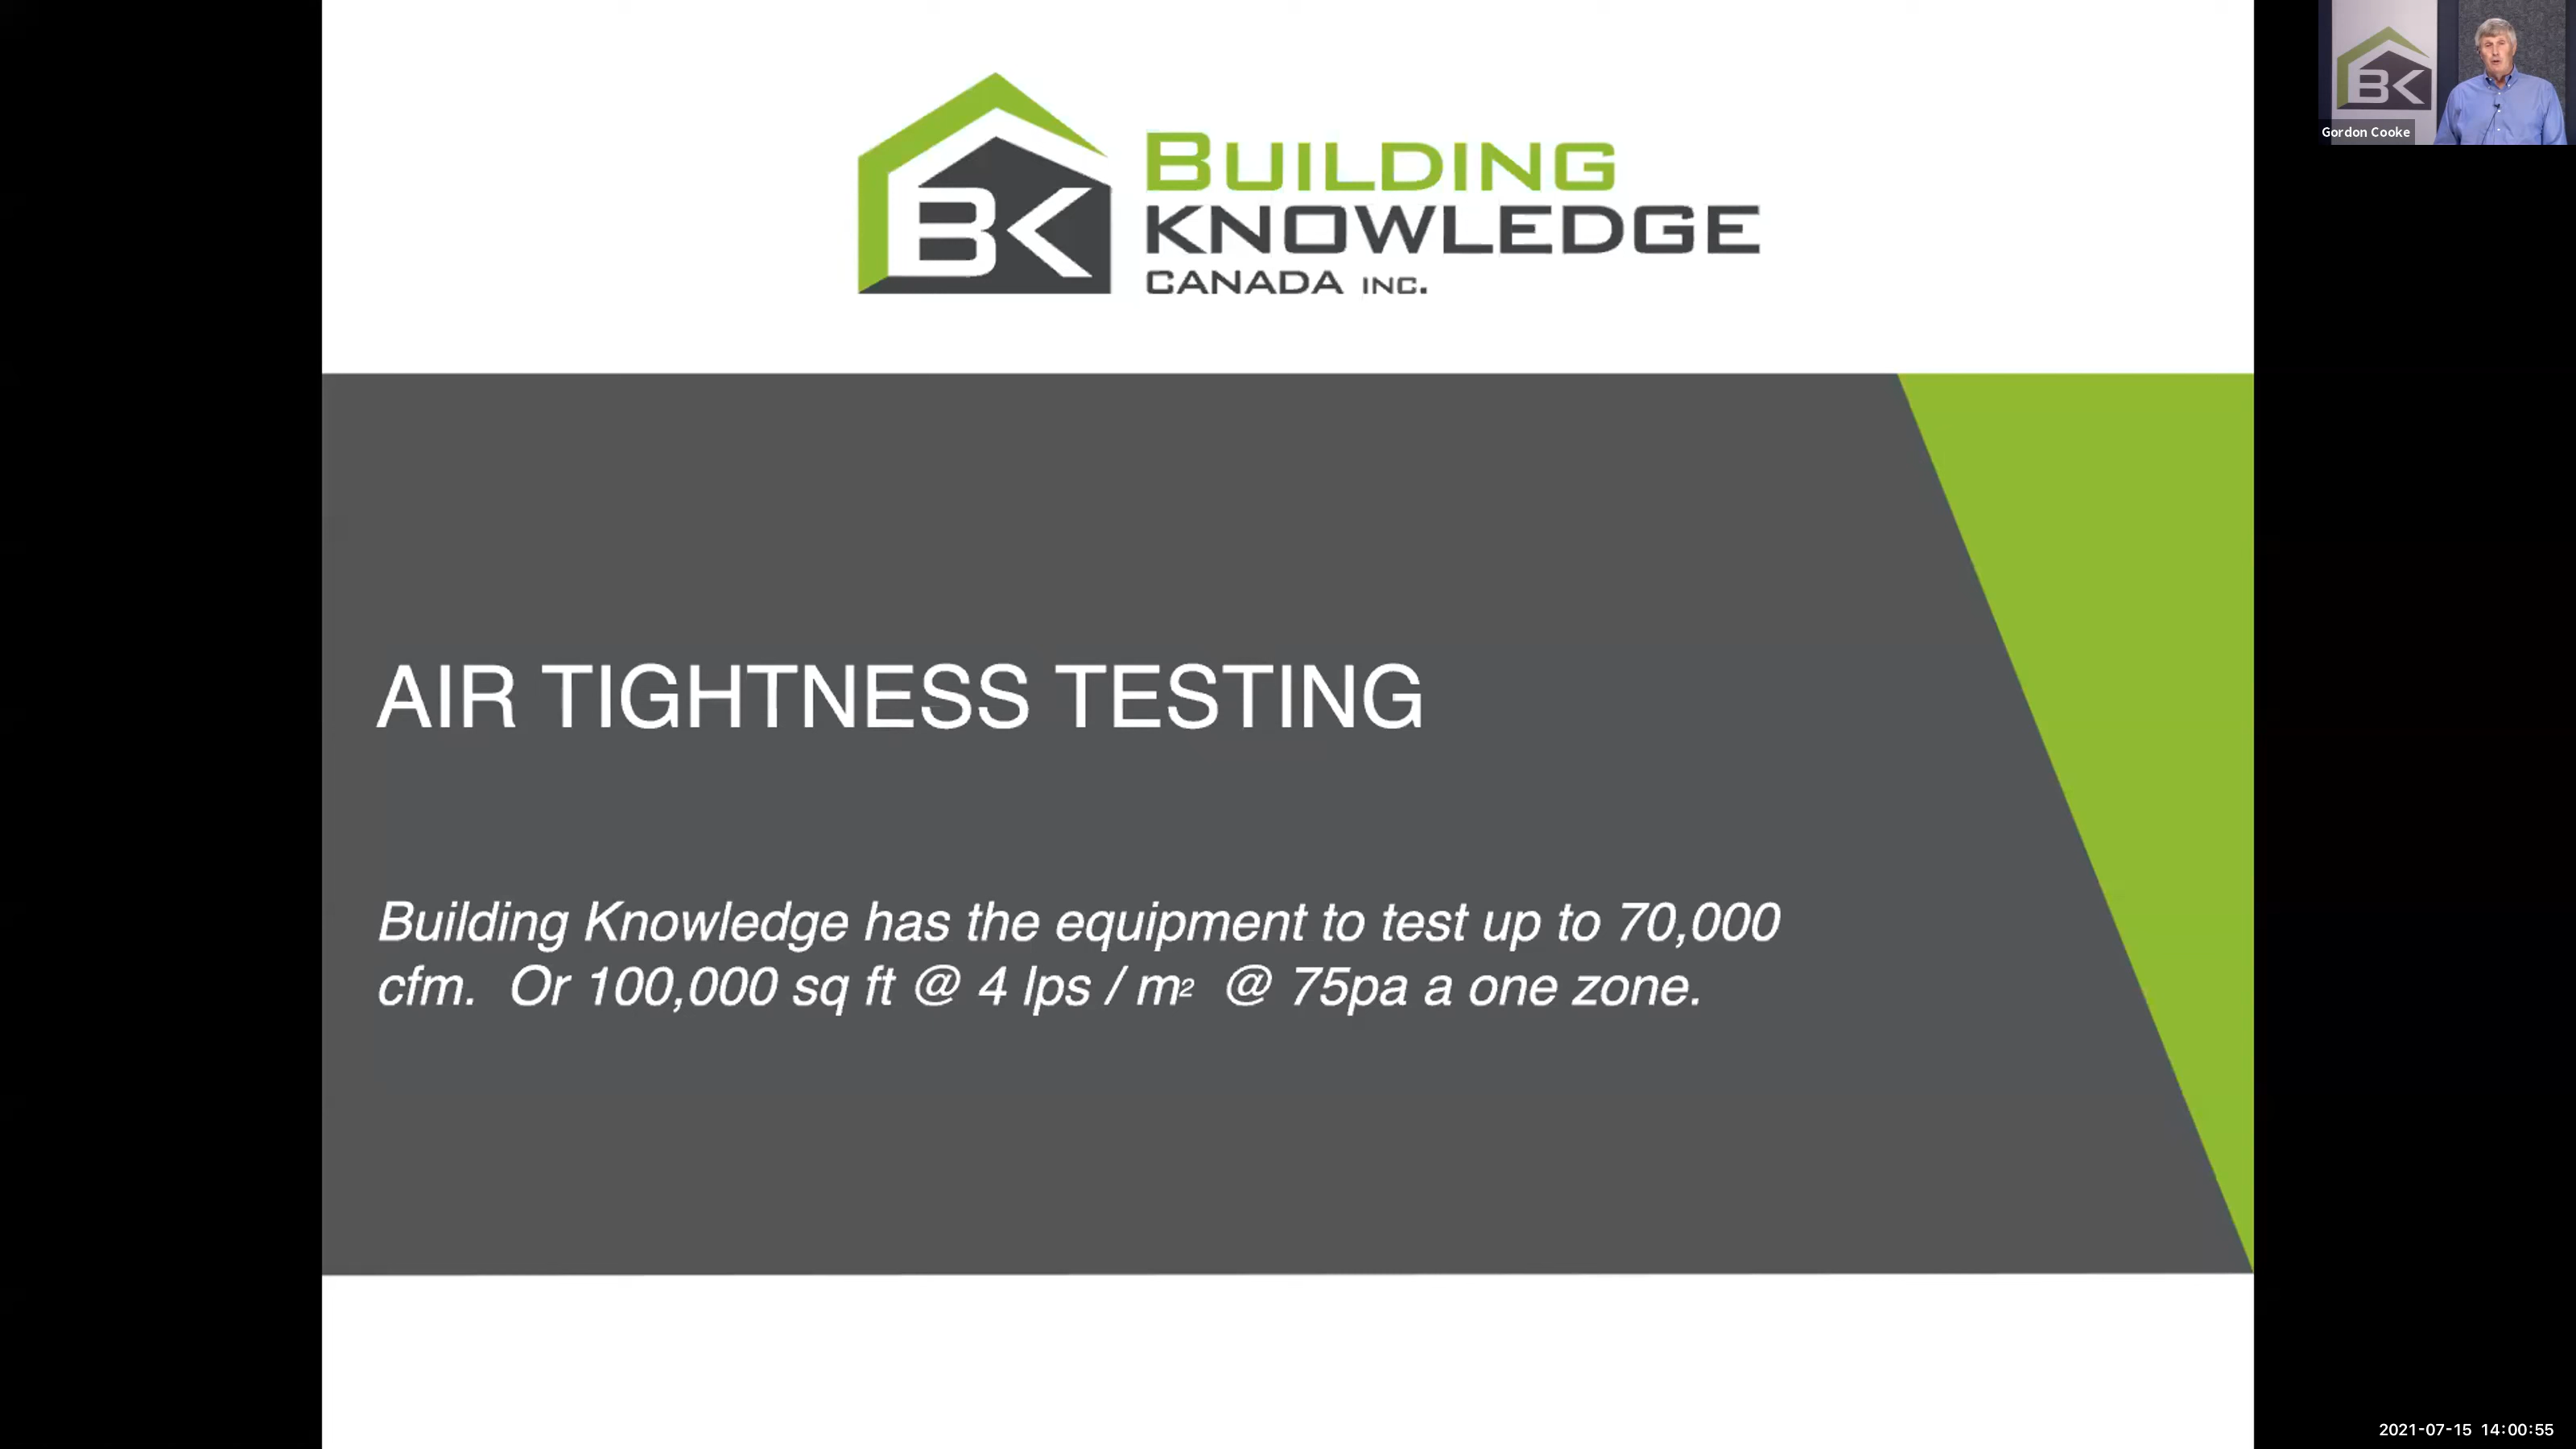 BK
BUILDING
KNOWLEDGE
CANADA INC.
BK
Gordon Cooke
AIR TIGHTNESS TESTING
Building Knowledge has the equipment to test up to 70,000
cfm.  Or 100,000 sq ft @ 4 lps / m²  @ 75pa a one zone.
2021-07-15 14:00:55